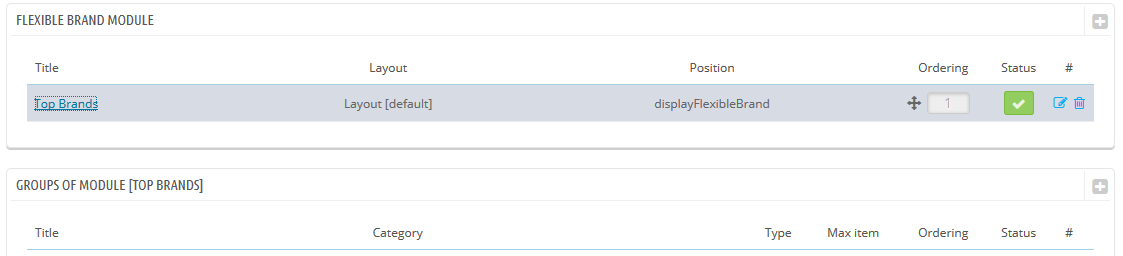 FLEXIBLE BRAND MODULE
Title Layout Position Ordering Status #
Top Brands Layout [default] displayFlexibleBrand 1
GROUPS OF MODULE [TOP BRANDS]
Title Category Type Max item Ordering Status #